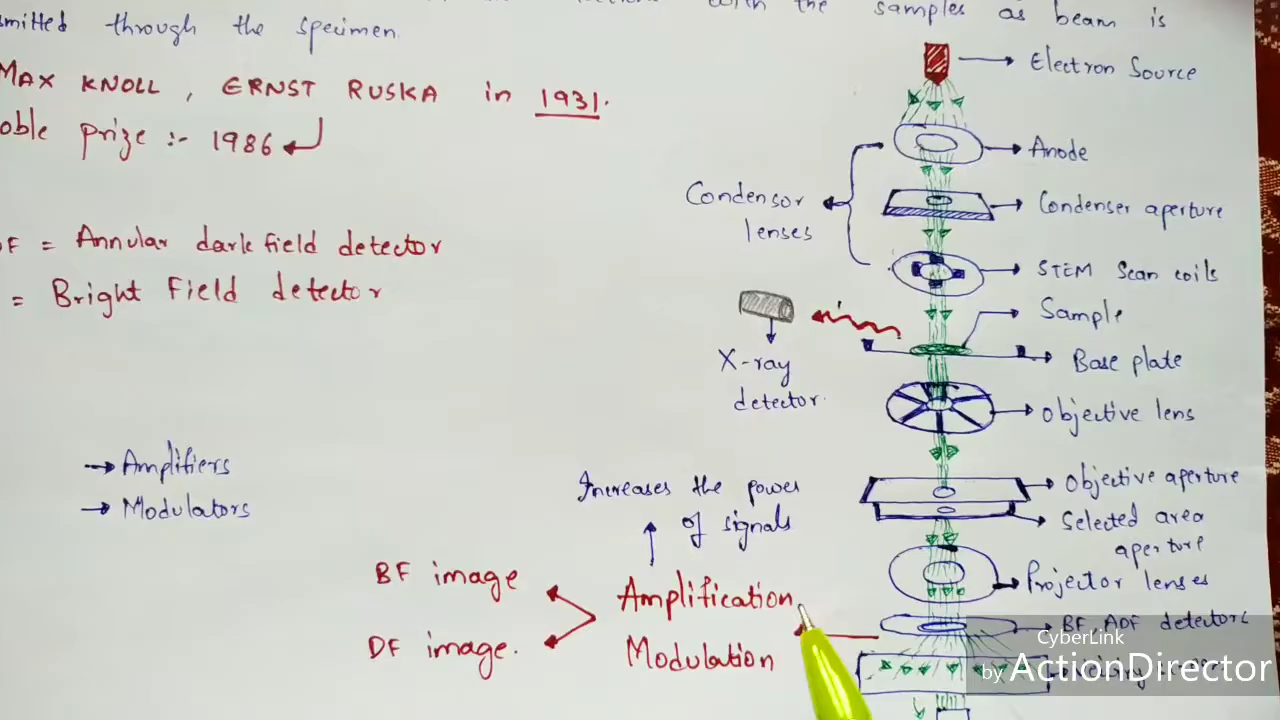 with the samples as beam is
mitted through the specimen.
MAX KNOLL, ERNST RUSKA in 1931.
oble prize :- 1986
F = Annular dark field detector
= Bright Field detector
→ Amplifiers
→ Modulators
BF image
DF image.
Increases the power
of signals
Amplification
Modulation
Condensor
lenses
X-ray
detector.
Electron Source
Anode
Condenser aperture
STEM Scan coils
Sample
Base plate
Objective lens
Objective aperture
Selected area
aperture
Projector lenses
BF, ADF detectors
CyberLink
by ActionDirector